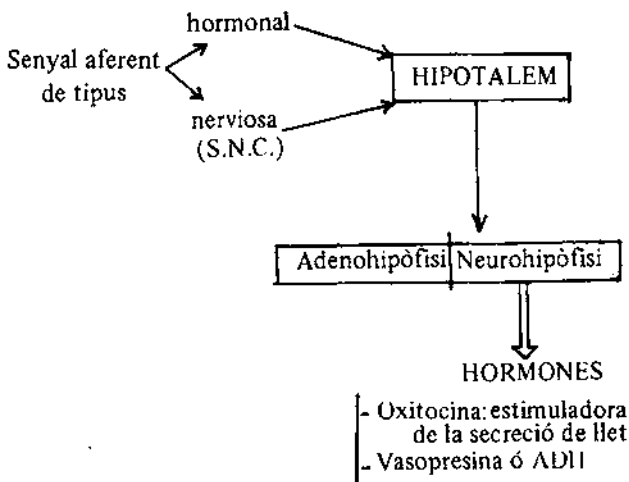 hormonal
Senyal aferent
de tipus
HIPOTALEM
nerviosa
(S.N.C.)
Adenohipòfisi Neurohipòfisi
HORMONES
- Oxitocina: estimuladora
de la secreció de llet
- Vasopresina ó ADH